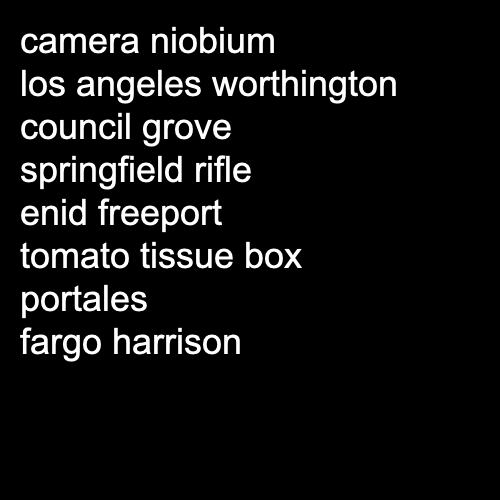 camera niobium
los angeles worthington
council grove
springfield rifle
enid freeport
tomato tissue box
portales
fargo harrison